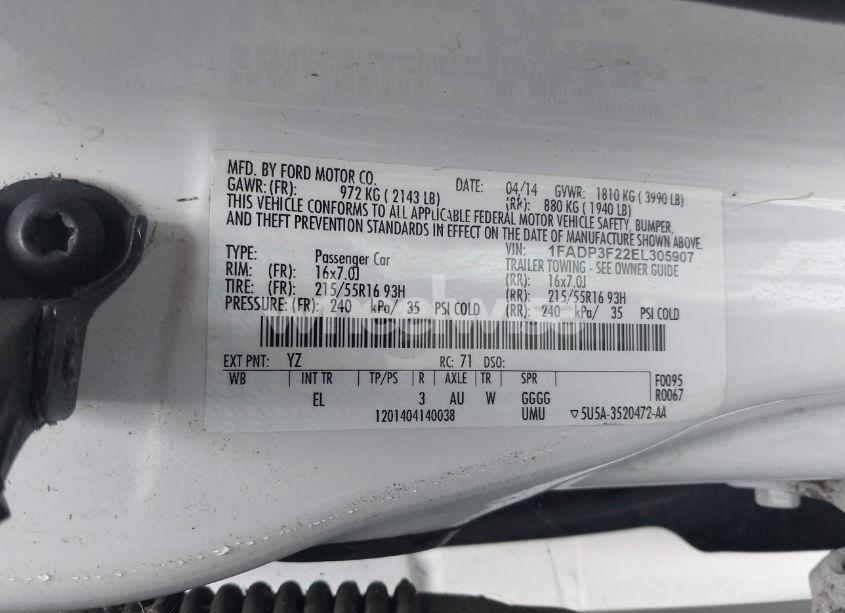 MFD. BY FORD MOTOR CO. DATE: 04/14 GVWR: 1810 KG ( 3990 LB)
GAWR: (FR): 972 KG ( 2143 LB) (RR): 880 KG ( 1940 LB)
THIS VEHICLE CONFORMS TO ALL APPLICABLE FEDERAL MOTOR VEHICLE SAFETY, BUMPER,
AND THEFT PREVENTION STANDARDS IN EFFECT ON THE DATE OF MANUFACTURE SHOWN ABOVE.
VIN: 1FADP3F22EL305907
TYPE: Passenger Car TRAILER TOWING - SEE OWNER GUIDE
RIM: (FR): 16x7.0J (RR): 16x7.0J
TIRE: (FR): 215/55R16 93H (RR): 215/55R16 93H
PRESSURE: (FR): 240 kPa/ 35 PSI COLD (RR): 240 kPa/ 35 PSI COLD
EXT PNT: YZ RC: 71 DSO:
WB INT TR TP/PS R AXLE TR SPR F0095
EL 3 AU W GGGG R0067
1201404140038 UMU ▽5U5A-3520472-AA